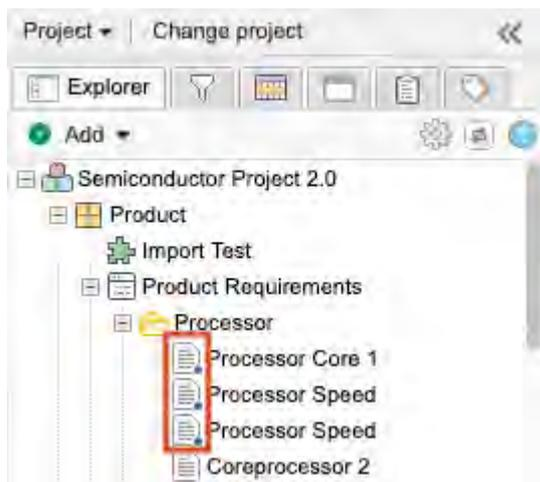 Project Change project
Explorer
Add
Semiconductor Project 2.0
Product
Import Test
Product Requirements
Processor
Processor Core 1
Processor Speed
Processor Speed
Coreprocessor 2